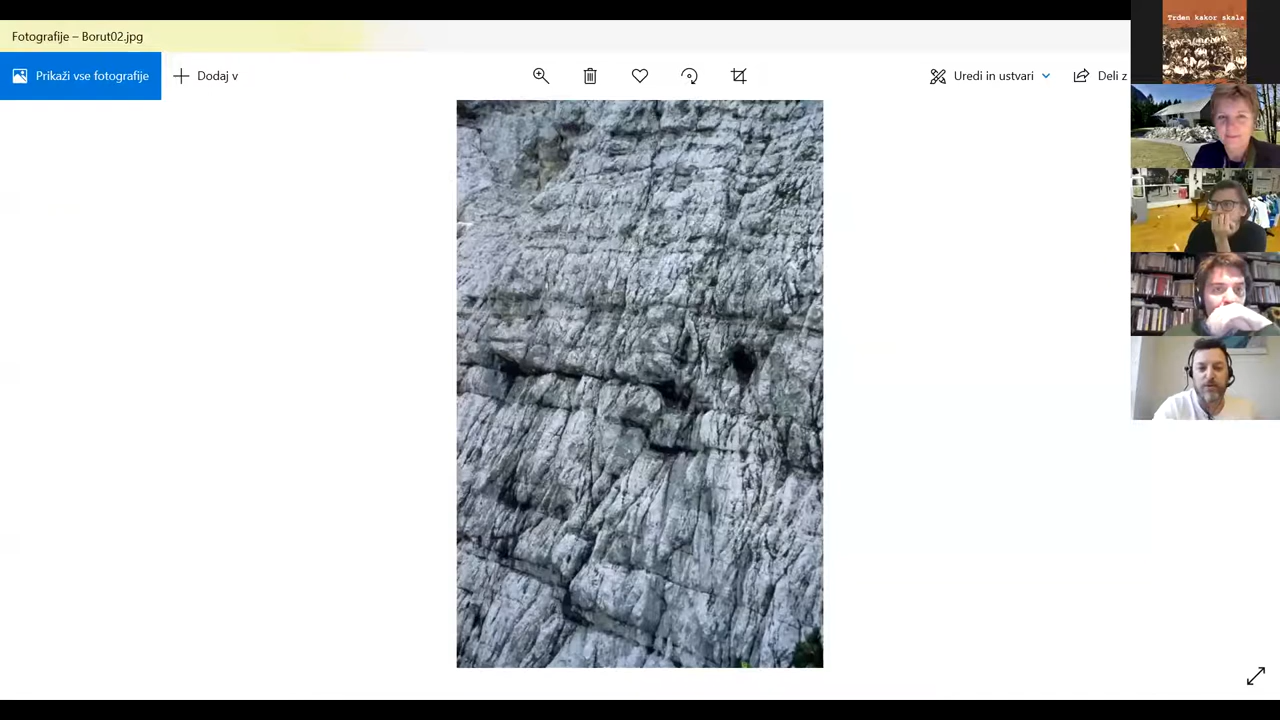 Trden kakor skala
Fotografije – Borut02.jpg
Prikaži vse fotografije
Dodaj v
Uredi in ustvari
Deli z